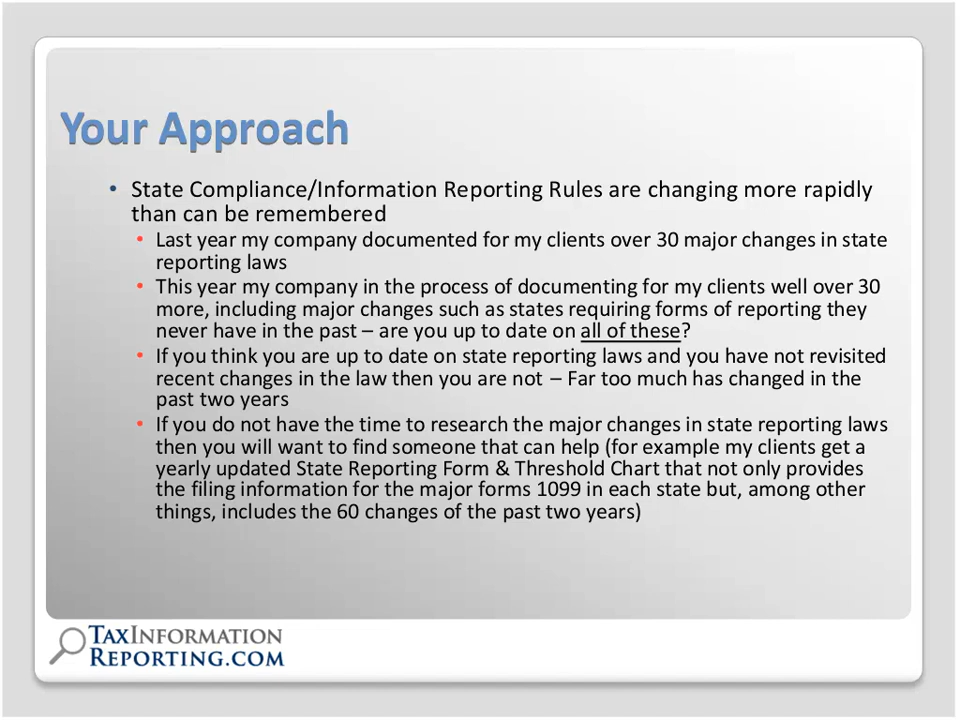 Your Approach
• State Compliance/Information Reporting Rules are changing more rapidly
than can be remembered
• Last year my company documented for my clients over 30 major changes in state
reporting laws
• This year my company in the process of documenting for my clients well over 30
more, including major changes such as states requiring forms of reporting they
never have in the past – are you up to date on all of these?
• If you think you are up to date on state reporting laws and you have not revisited
recent changes in the law then you are not – Far too much has changed in the
past two years
• If you do not have the time to research the major changes in state reporting laws
then you will want to find someone that can help (for example my clients get a
yearly updated State Reporting Form & Threshold Chart that not only provides
the filing information for the major forms 1099 in each state but, among other
things, includes the 60 changes of the past two years)
TAXINFORMATION
REPORTING.COM